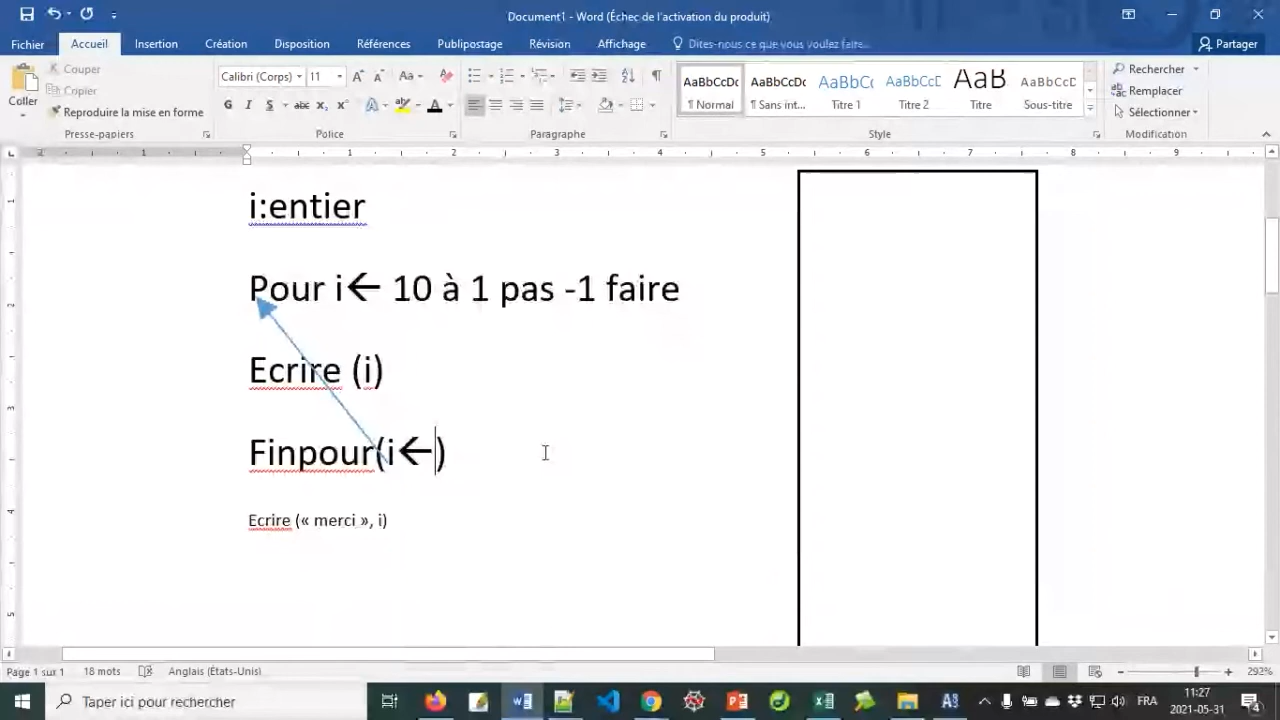 Document1 - Word (Échec de l'activation du produit)
Fichier Accueil Insertion Création Disposition Références Publipostage Révision Affichage Dites-nous ce que vous voulez faire... Partager
Coller
Couper
Copier
Reproduire la mise en forme
Presse-papiers
Calibri (Corps) 11
Police
Paragraphe
AaBbCcDc AaBbCcDc AaBbCc AaBbCcD AaB AaBbCcD
¶ Normal ¶ Sans int... Titre 1 Titre 2 Titre Sous-titre
Style
Rechercher
Remplacer
Sélectionner
Modification
i:entier
Pour i← 10 à 1 pas -1 faire
Ecrire (i)
Finpour(i←)
Ecrire (« merci », i)
Page 1 sur 1 18 mots Anglais (États-Unis) 293%
Taper ici pour rechercher
FRA
11:27
2021-05-31